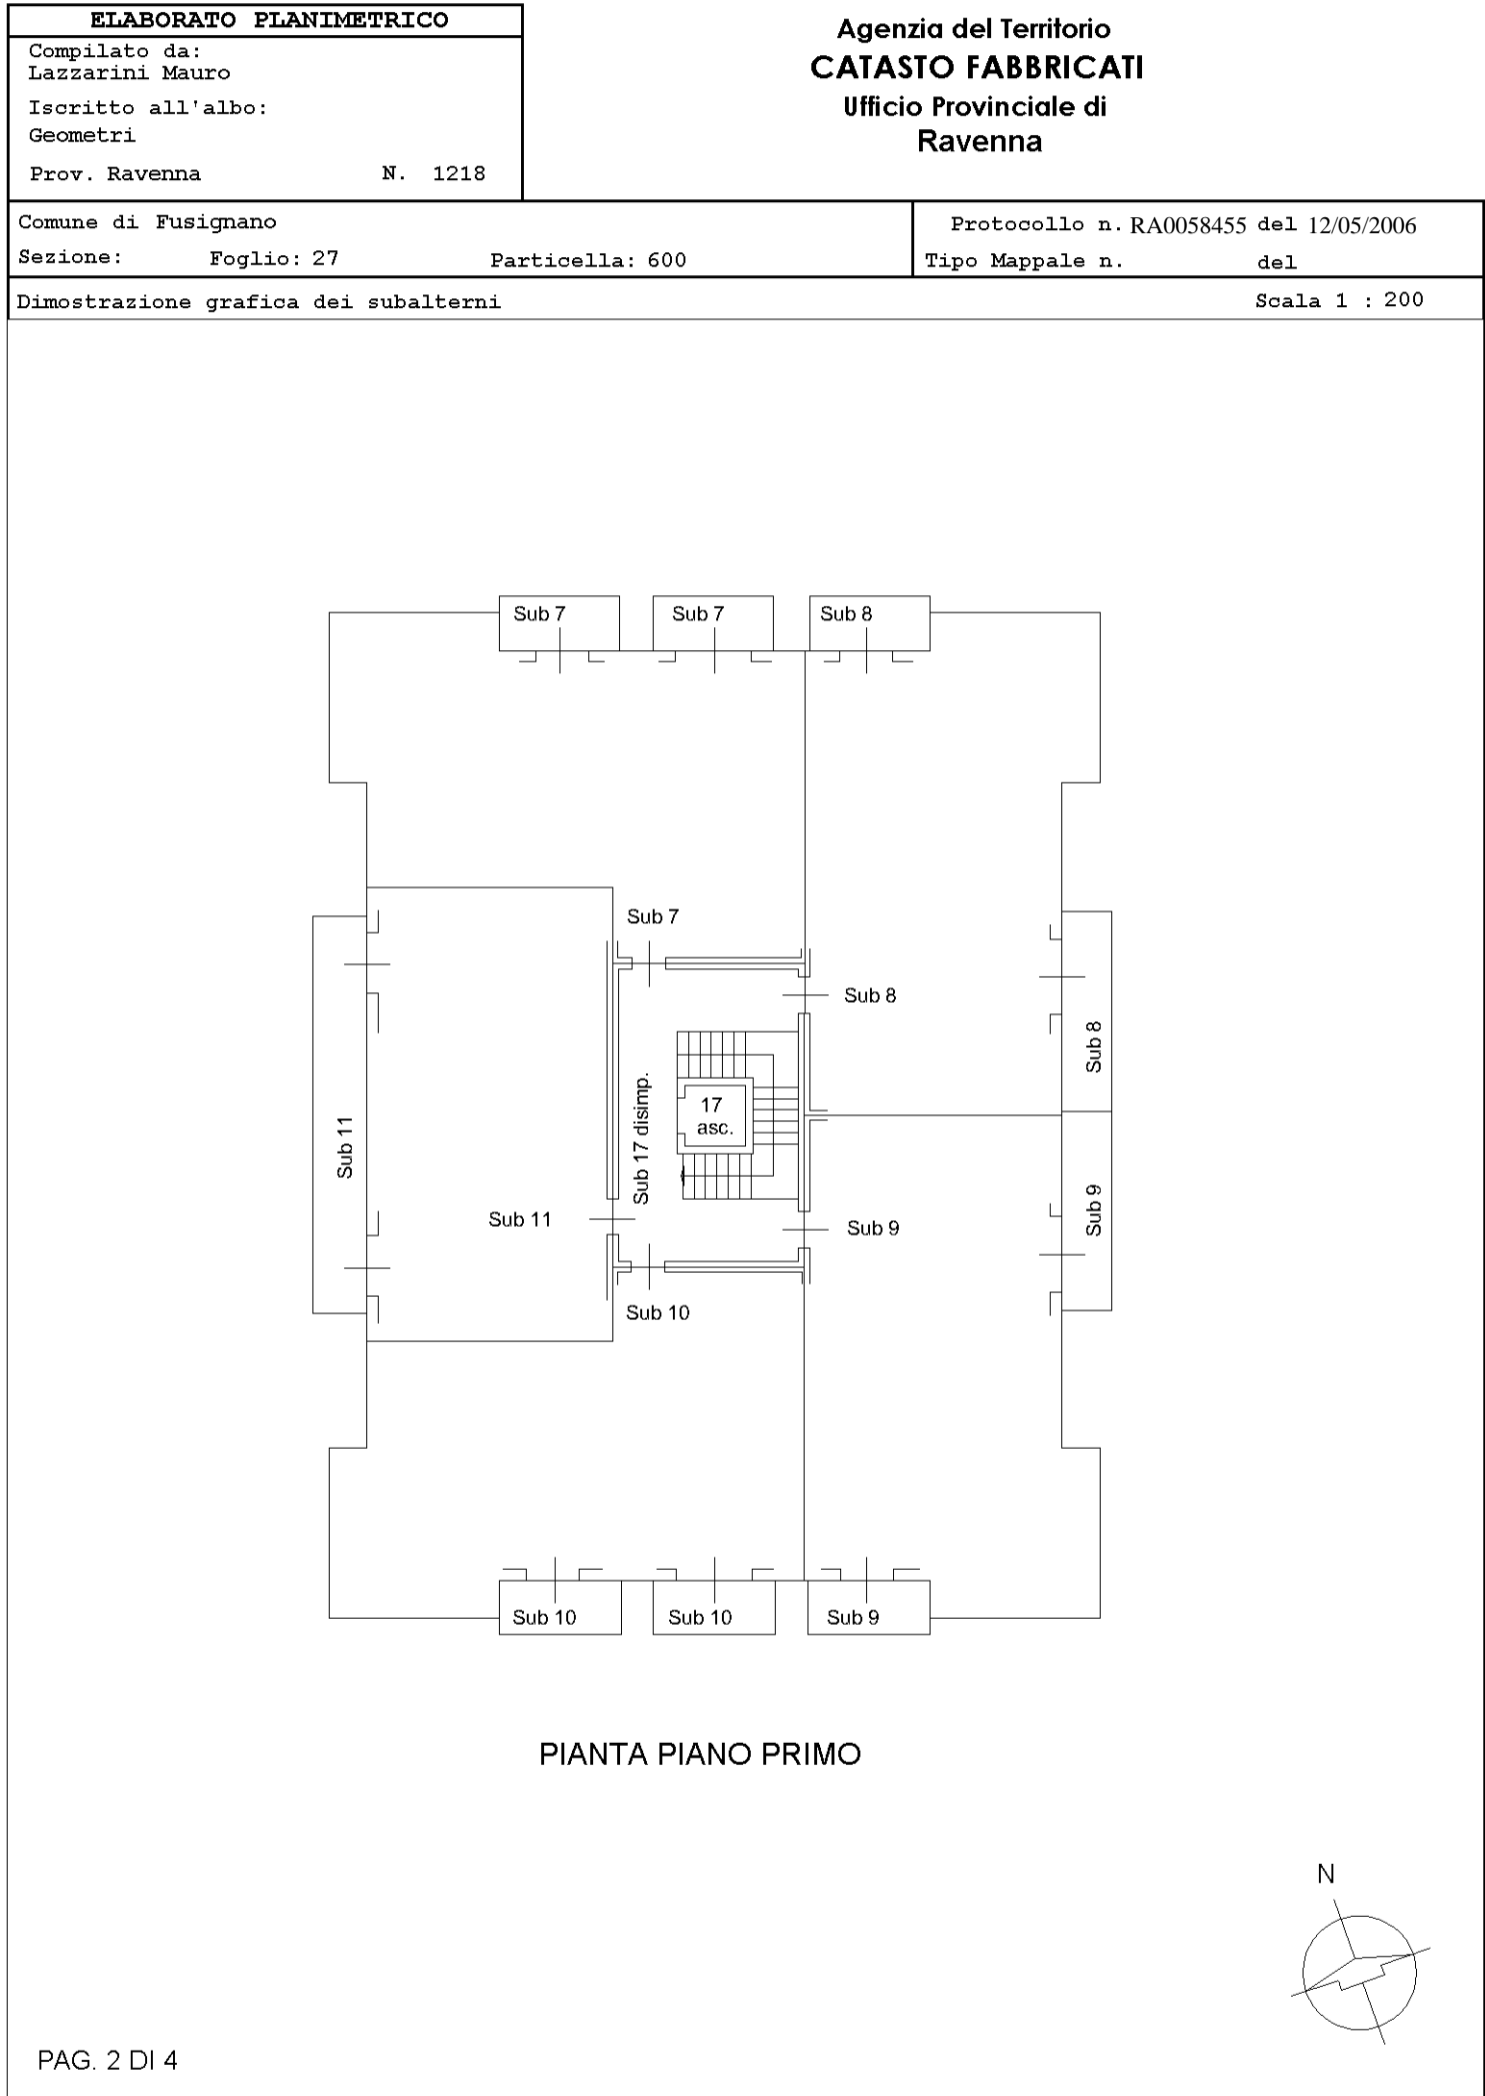 ELABORATO PLANIMETRICO
Compilato da:
Lazzarini Mauro
Iscritto all'albo:
Geometri
Prov. Ravenna N. 1218
Agenzia del Territorio
CATASTO FABBRICATI
Ufficio Provinciale di
Ravenna
Comune di Fusignano
Sezione: Foglio: 27 Particella: 600
Protocollo n. RA0058455 del 12/05/2006
Tipo Mappale n. del
Dimostrazione grafica dei subalterni Scala 1 : 200
Sub 7 Sub 7 Sub 8
Sub 7
Sub 8
Sub 8
Sub 11
Sub 17 disimp.
17
asc.
Sub 9
Sub 11
Sub 9
Sub 10
Sub 10 Sub 10 Sub 9
PIANTA PIANO PRIMO
N
PAG. 2 DI 4